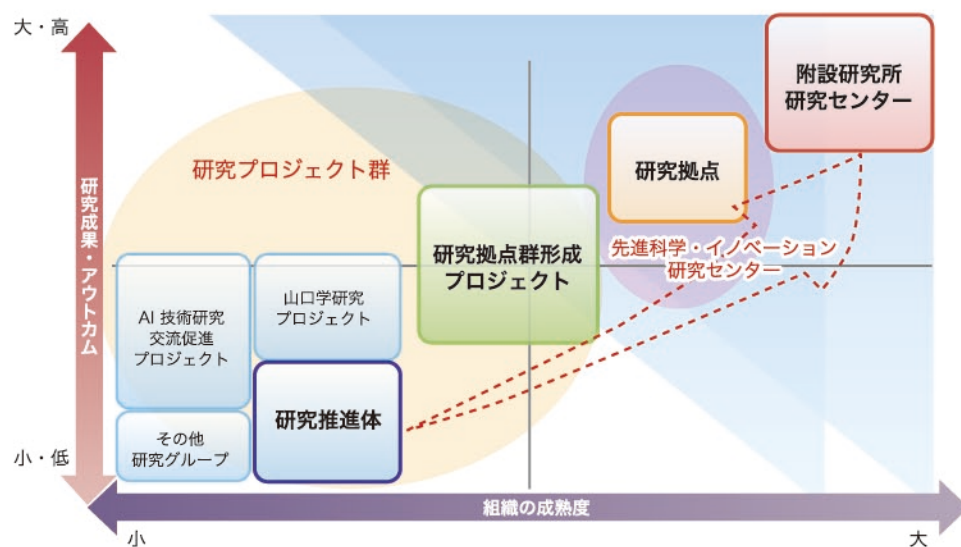 大・高
附設研究所
研究センター
研究プロジェクト群
研究拠点
研究成果・アウトカム
研究拠点群形成
プロジェクト
先進科学・イノベーション
研究センター
山口学研究
プロジェクト
AI 技術研究
交流促進
プロジェクト
研究推進体
その他
研究グループ
小・低
組織の成熟度
小
大